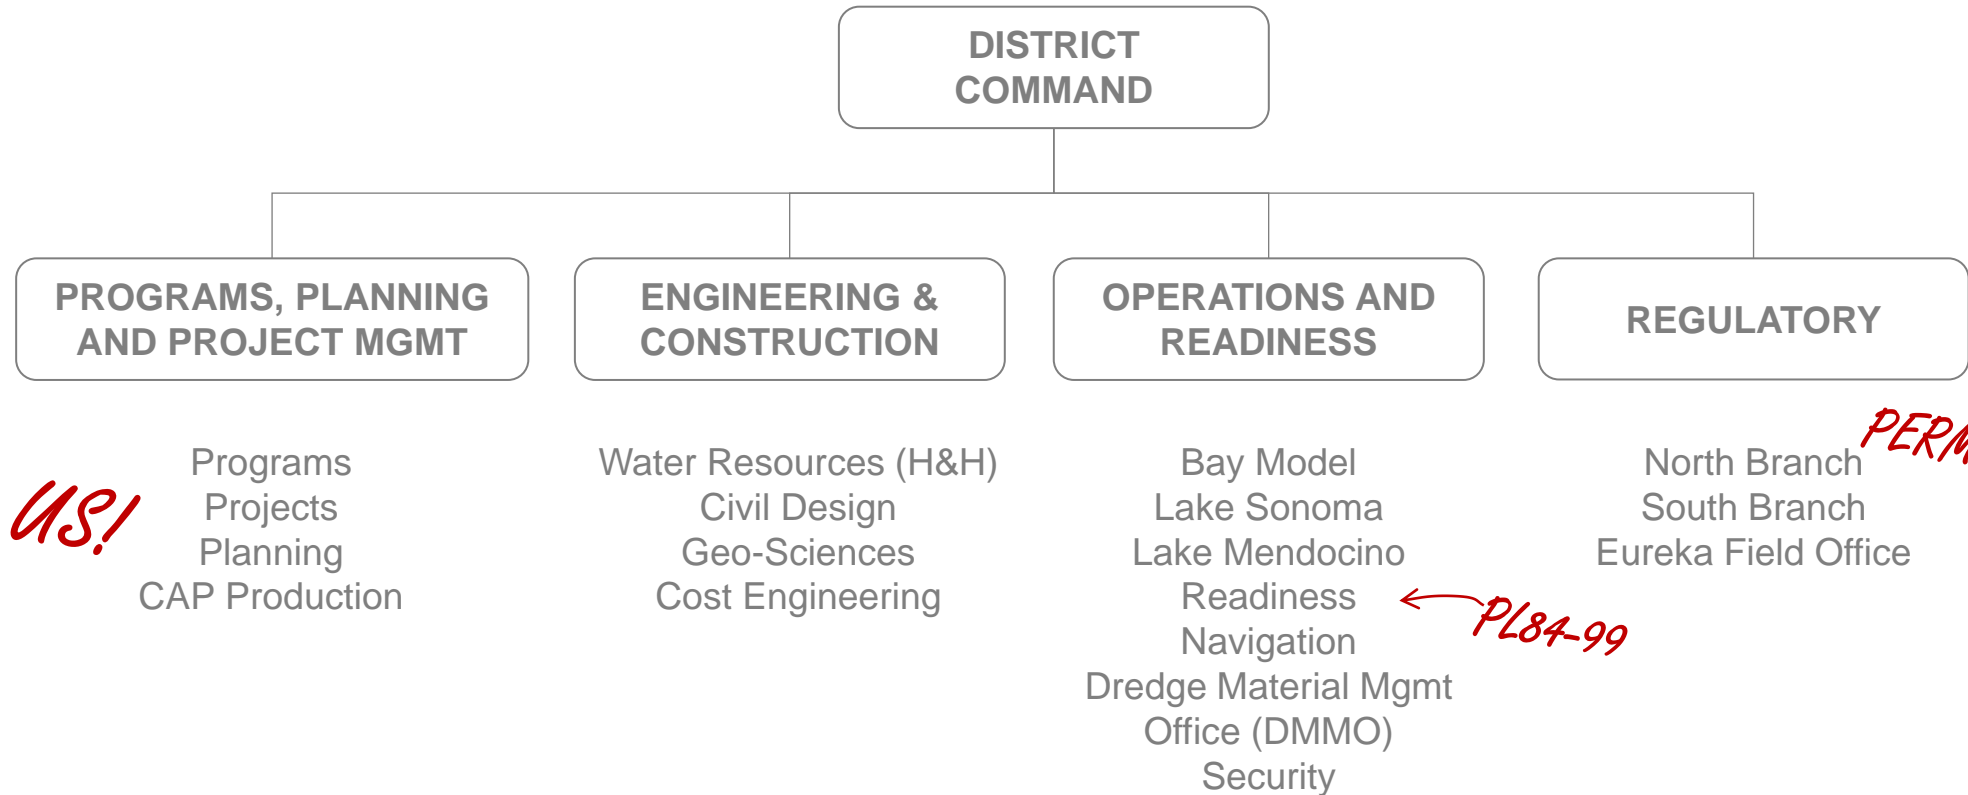 DISTRICT
COMMAND
PROGRAMS, PLANNING
AND PROJECT MGMT
US!
Programs
Projects
Planning
CAP Production
ENGINEERING &
CONSTRUCTION
Water Resources (H&H)
Civil Design
Geo-Sciences
Cost Engineering
OPERATIONS AND
READINESS
Bay Model
Lake Sonoma
Lake Mendocino
Readiness
PL84-99
Navigation
Dredge Material Mgmt
Office (DMMO)
Security
REGULATORY
PERM
North Branch
South Branch
Eureka Field Office